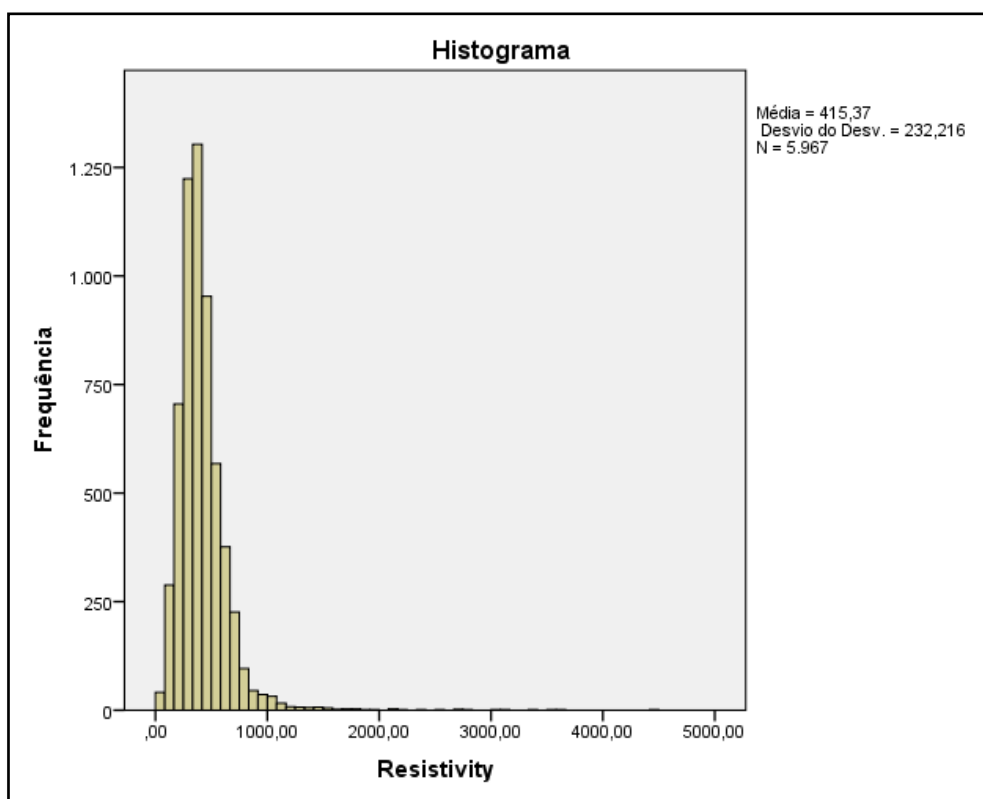 Histograma
Média = 415,37
Desvio do Desv. = 232,216
N = 5.967
Frequência
1.250
1.000
750
500
250
0
,00
1000,00
2000,00
3000,00
4000,00
5000,00
Resistivity